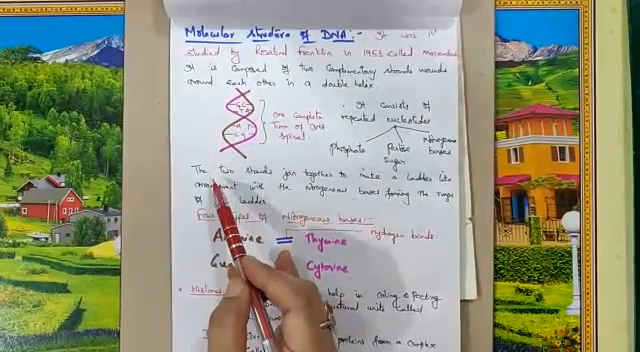 Molecular structure of DNA:- It was 1st
studied by Rosalind Franklin in 1953 called
It is composed of two Complimentary strands wounds
around each other in a double helix.
G C
T A
A T
C G
one Complete
Turn of DNA
Spiral
It Consists of
repeated nucleotides
Phosphate
Pentose
Sugar
Nitrogenous
bases
The two strands join together to make a ladder like
arrangement with the nitrogenous bases forming the rungs
of ladder
Four types of Nitrogenous bases:-
= Thymine Hydrogen bonds
Cytosine
help in coiling & Packing
structural units called
proteins form a complex